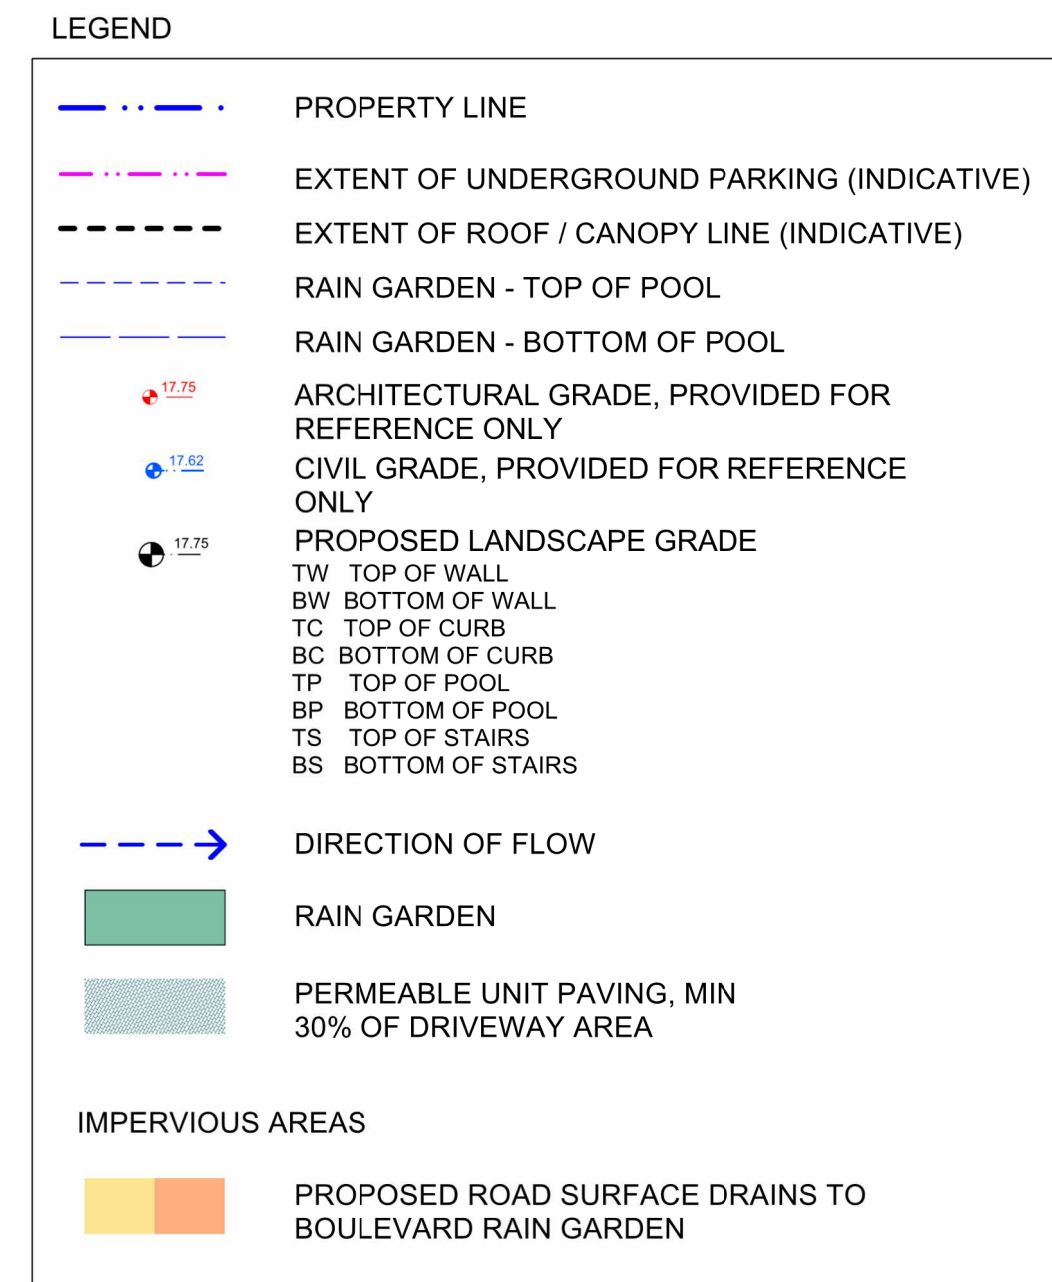 LEGEND
PROPERTY LINE
EXTENT OF UNDERGROUND PARKING (INDICATIVE)
EXTENT OF ROOF / CANOPY LINE (INDICATIVE)
RAIN GARDEN - TOP OF POOL
RAIN GARDEN - BOTTOM OF POOL
17.75
ARCHITECTURAL GRADE, PROVIDED FOR
REFERENCE ONLY
17.62
CIVIL GRADE, PROVIDED FOR REFERENCE
ONLY
17.75
PROPOSED LANDSCAPE GRADE
TW TOP OF WALL
BW BOTTOM OF WALL
TC TOP OF CURB
BC BOTTOM OF CURB
TP TOP OF POOL
BP BOTTOM OF POOL
TS TOP OF STAIRS
BS BOTTOM OF STAIRS
DIRECTION OF FLOW
RAIN GARDEN
PERMEABLE UNIT PAVING, MIN
30% OF DRIVEWAY AREA
IMPERVIOUS AREAS
PROPOSED ROAD SURFACE DRAINS TO
BOULEVARD RAIN GARDEN